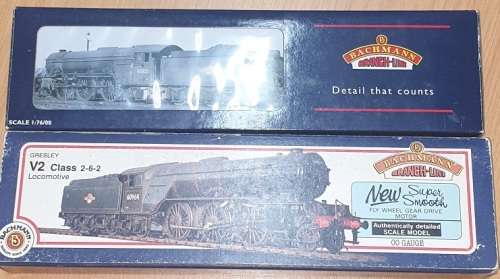 BACHMANN
BRANCH-LINE
Detail that counts
SCALE 1/76/00
GRESLEY
V2 Class 2-6-2
Locomotive
BACHMANN
BRANCH-LINE
New Super
Smooth
FLY WHEEL GEAR DRIVE
MOTOR
Authentically detailed
SCALE MODEL
OO GAUGE
BACHMANN